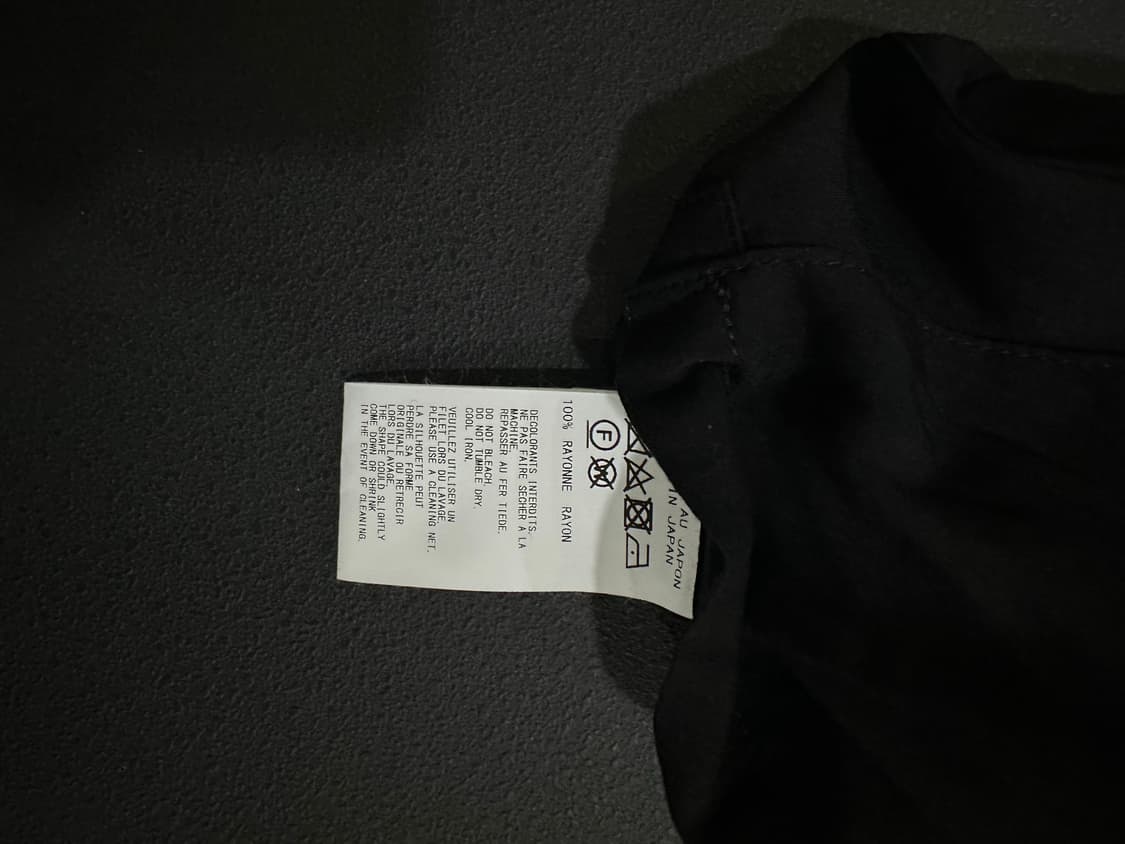 AU JAPON
IN JAPAN
F
W
100% RAYONNE RAYON
DECOLORANTS INTERDITS.
NE PAS FAIRE SECHER A LA
MACHINE.
REPASSER AU FER TIEDE.
DO NOT BLEACH.
DO NOT TUMBLE DRY.
COOL IRON.
VEUILLEZ UTILISER UN
FILET LORS DU LAVAGE.
PLEASE USE A CLEANING NET.
LA SILHOUETTE PEUT
PERDRE SA FORME
ORIGINALE OU RETRECIR
LORS DU LAVAGE.
THE SHAPE COULD SLIGHTLY
COME DOWN OR SHRINK
IN THE EVENT OF CLEANING.